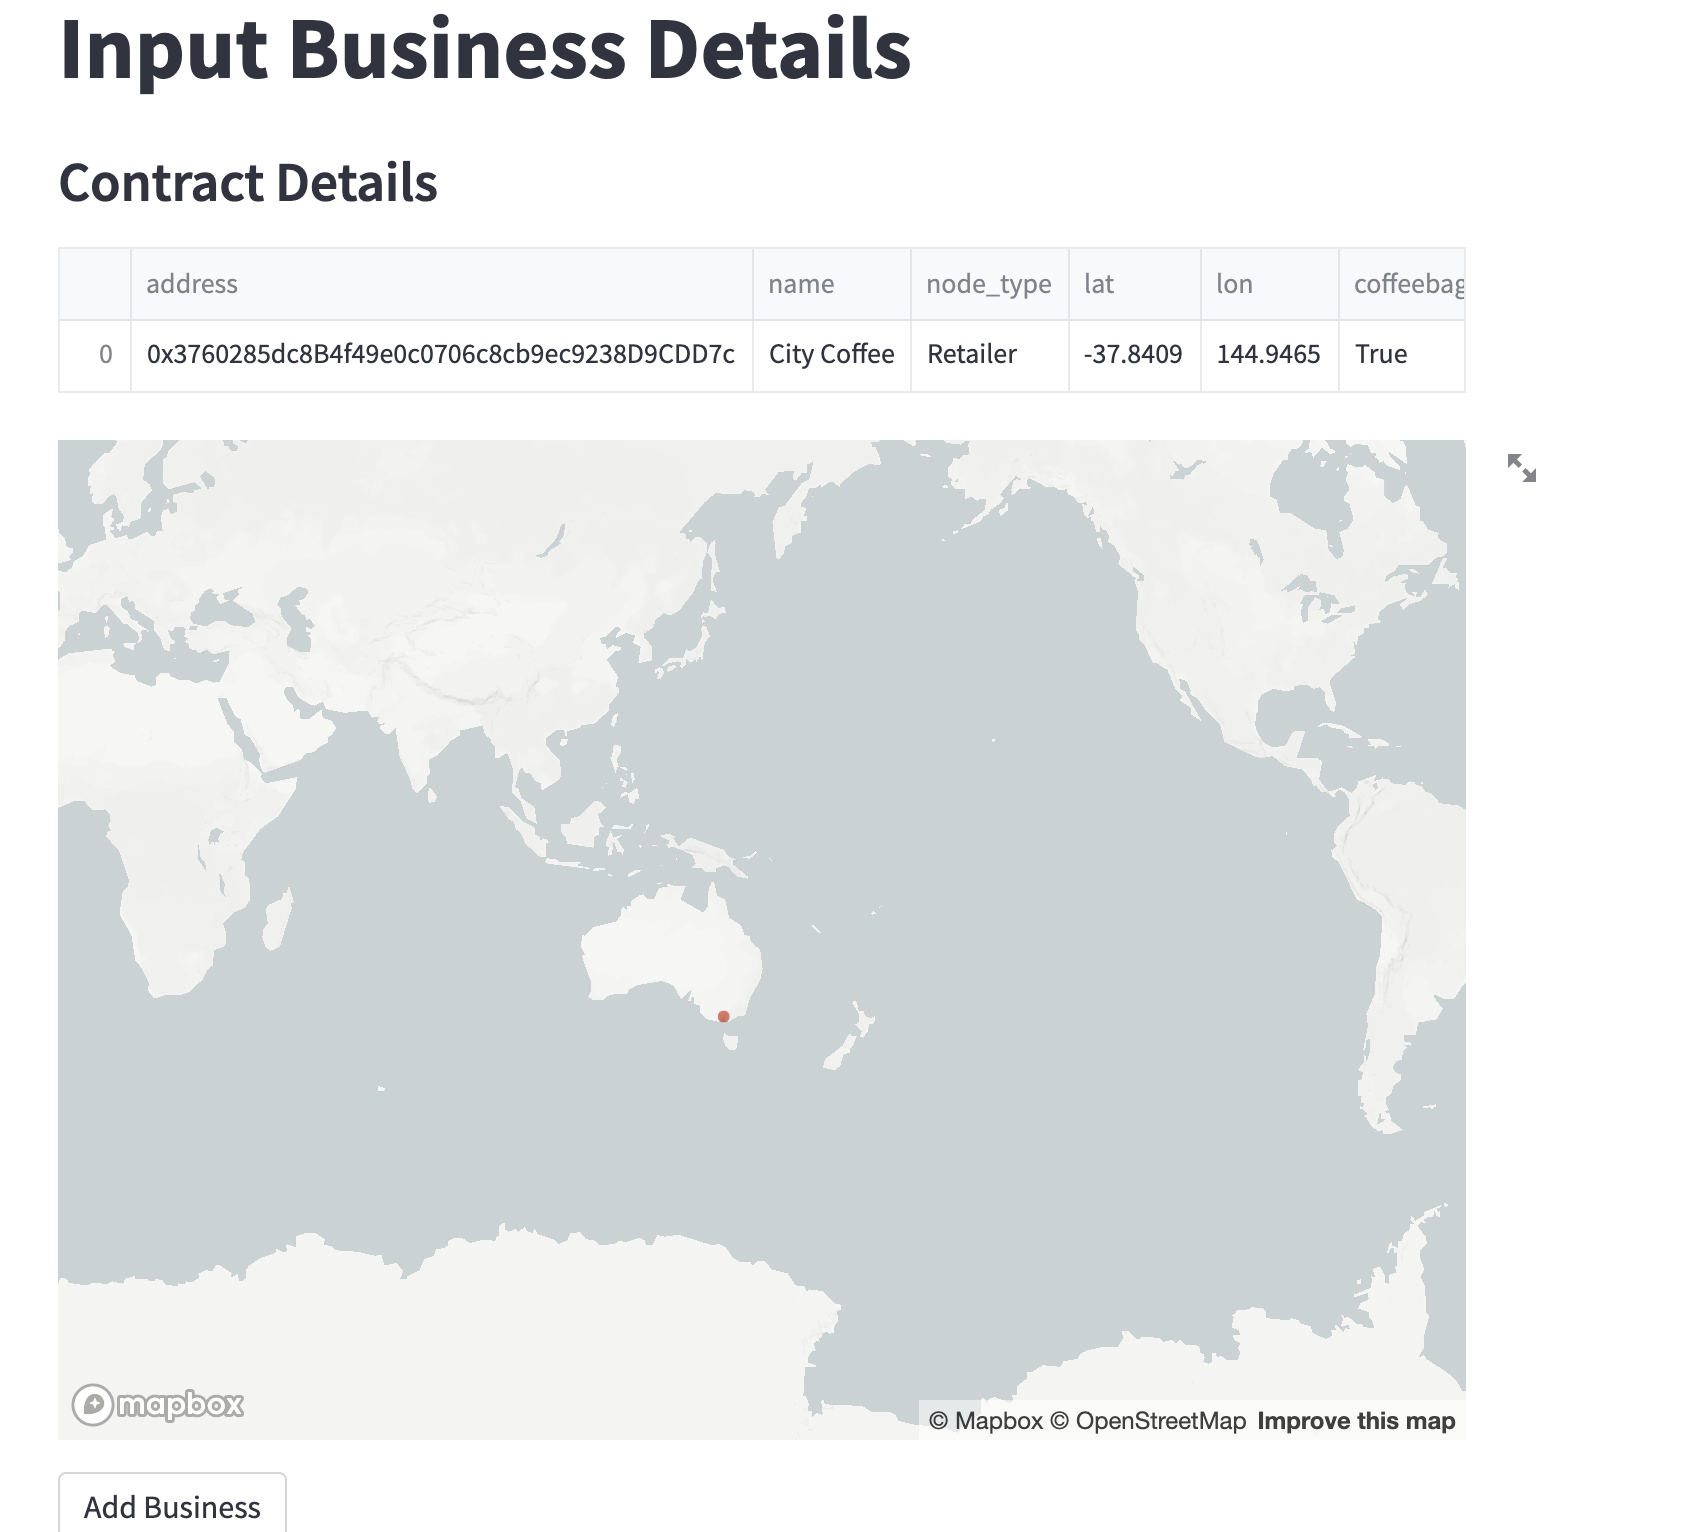 Input Business Details
Contract Details
address name node_type lat lon coffeebag
0 0x3760285dc8B4f49e0c0706c8cb9ec9238D9CDD7c City Coffee Retailer -37.8409 144.9465 True
mapbox
© Mapbox © OpenStreetMap Improve this map
Add Business